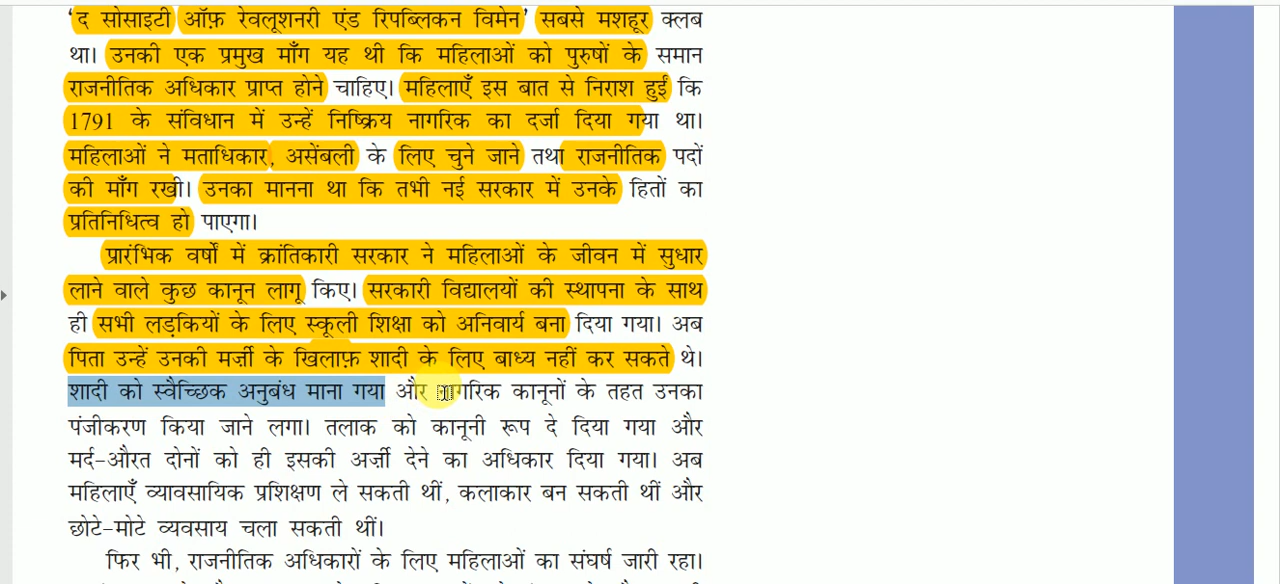 ‘द सोसाइटी ऑफ़ रेवलूशनरी एंड रिपब्लिकन विमेन’ सबसे मशहूर क्लब
था। उनकी एक प्रमुख माँग यह थी कि महिलाओं को पुरुषों के समान
राजनीतिक अधिकार प्राप्त होने चाहिए। महिलाएँ इस बात से निराश हुईं कि
1791 के संविधान में उन्हें निष्क्रिय नागरिक का दर्जा दिया गया था।
महिलाओं ने मताधिकार, असेंबली के लिए चुने जाने तथा राजनीतिक पदों
की माँग रखी। उनका मानना था कि तभी नई सरकार में उनके हितों का
प्रतिनिधित्व हो पाएगा।
प्रारंभिक वर्षों में क्रांतिकारी सरकार ने महिलाओं के जीवन में सुधार
लाने वाले कुछ कानून लागू किए। सरकारी विद्यालयों की स्थापना के साथ
ही सभी लड़कियों के लिए स्कूली शिक्षा को अनिवार्य बना दिया गया। अब
पिता उन्हें उनकी मर्ज़ी के खिलाफ़ शादी के लिए बाध्य नहीं कर सकते थे।
शादी को स्वैच्छिक अनुबंध माना गया और नागरिक कानूनों के तहत उनका
पंजीकरण किया जाने लगा। तलाक को कानूनी रूप दे दिया गया और
मर्द-औरत दोनों को ही इसकी अर्ज़ी देने का अधिकार दिया गया। अब
महिलाएँ व्यावसायिक प्रशिक्षण ले सकती थीं, कलाकार बन सकती थीं और
छोटे-मोटे व्यवसाय चला सकती थीं।
फिर भी, राजनीतिक अधिकारों के लिए महिलाओं का संघर्ष जारी रहा।